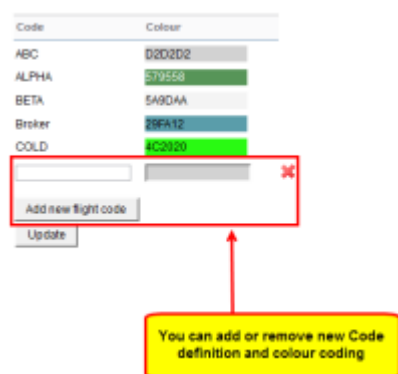 Code Colour
ABC D2D2D2
ALPHA 579558
BETA 5A9DAA
Broker 29FA12
COLD 4C2020
Add new flight code
Update
You can add or remove new Code
definition and colour coding